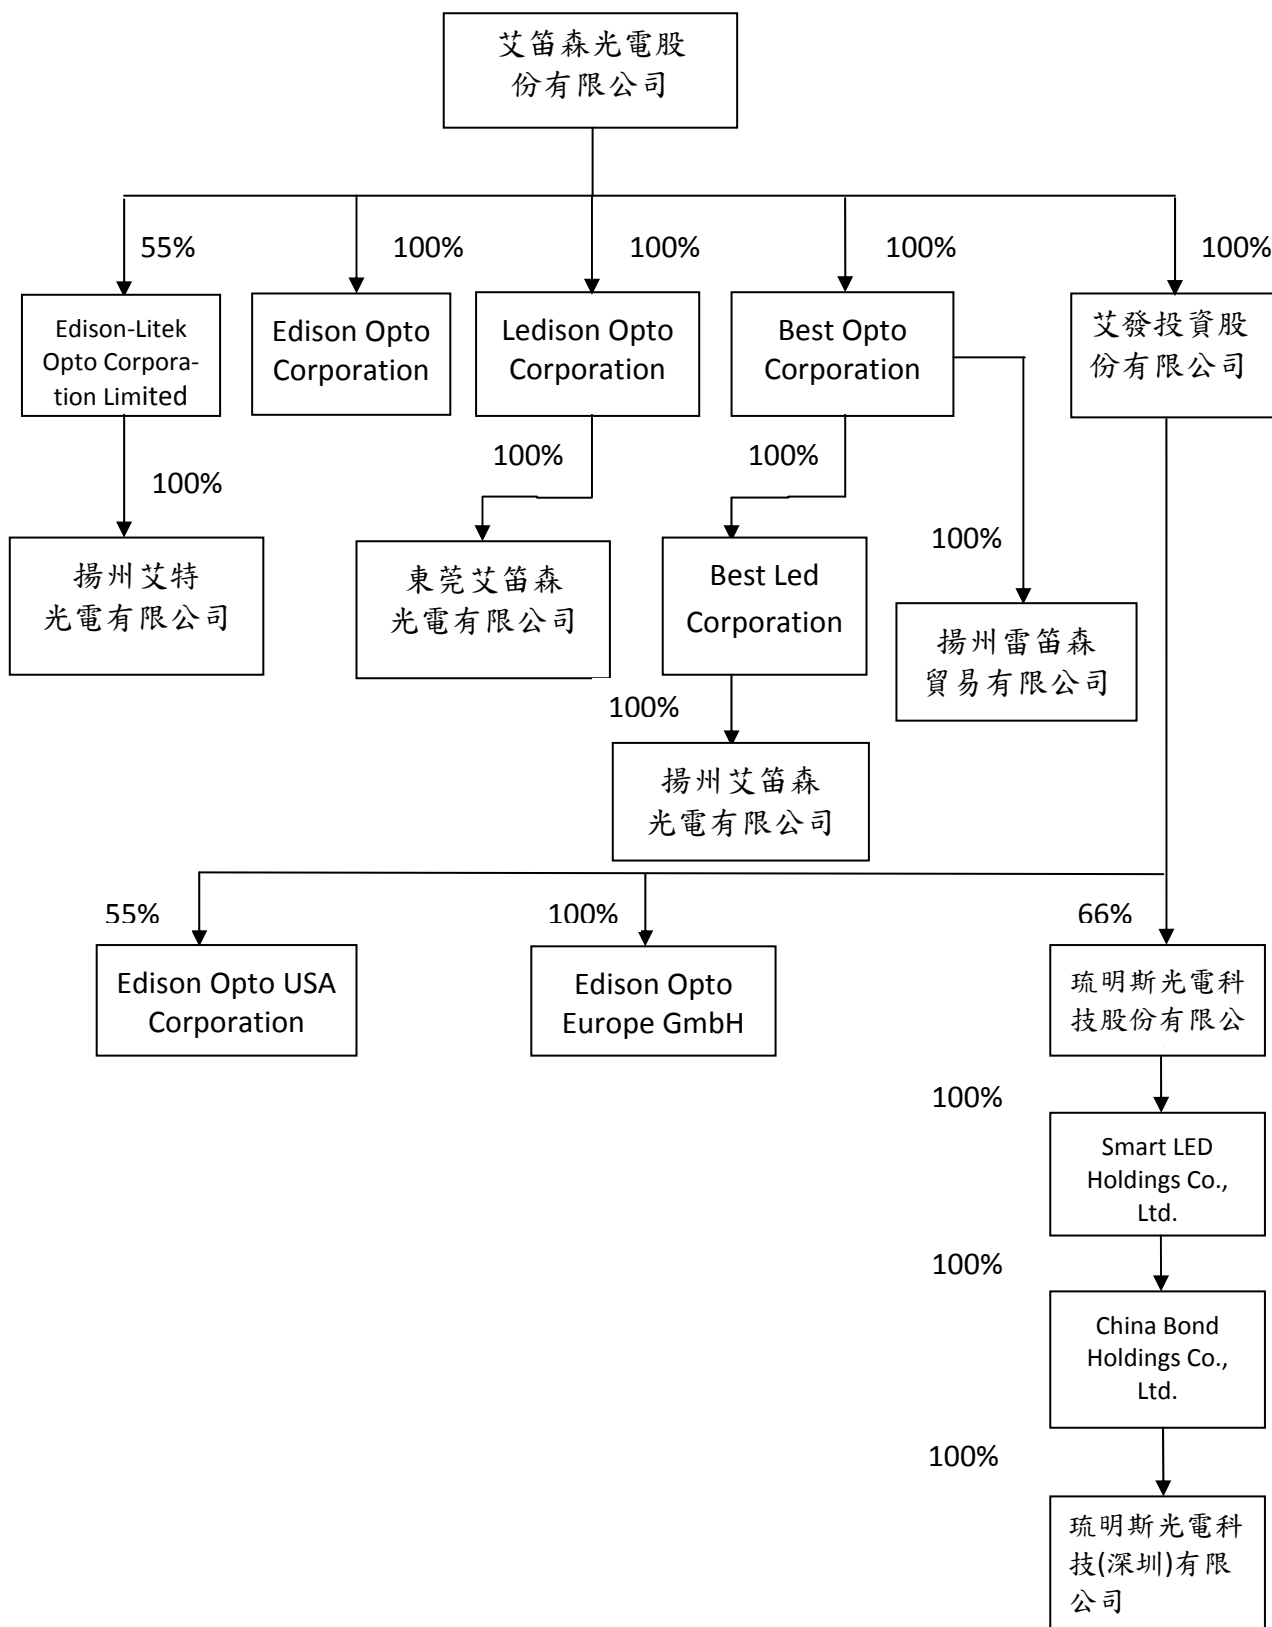 艾笛森光電股
份有限公司
55%
100%
100%
100%
100%
Edison-Litek
Opto Corpora-
tion Limited
Edison Opto
Corporation
Ledison Opto
Corporation
Best Opto
Corporation
艾發投資股
份有限公司
100%
100%
100%
100%
揚州艾特
光電有限公司
東莞艾笛森
光電有限公司
Best Led
Corporation
揚州雷笛森
貿易有限公司
100%
揚州艾笛森
光電有限公司
55%
100%
66%
Edison Opto USA
Corporation
Edison Opto
Europe GmbH
琉明斯光電科
技股份有限公
100%
Smart LED
Holdings Co.,
Ltd.
100%
China Bond
Holdings Co.,
Ltd.
100%
琉明斯光電科
技(深圳)有限
公司